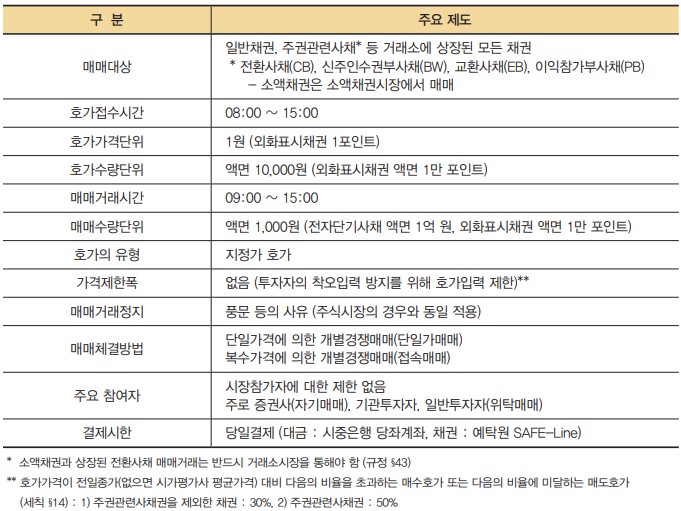 구 분 주요 제도
매매대상 일반채권, 주권관련사채* 등 거래소에 상장된 모든 채권
* 전환사채(CB), 신주인수권부사채(BW), 교환사채(EB), 이익참가부사채(PB)
- 소액채권은 소액채권시장에서 매매
호가접수시간 08:00 ~ 15:00
호가가격단위 1원 (외화표시채권 1포인트)
호가수량단위 액면 10,000원 (외화표시채권 액면 1만 포인트)
매매거래시간 09:00 ~ 15:00
매매수량단위 액면 1,000원 (전자단기사채 액면 1억 원, 외화표시채권 액면 1만 포인트)
호가의 유형 지정가 호가
가격제한폭 없음 (투자자의 착오입력 방지를 위해 호가입력 제한)**
매매거래정지 풍문 등의 사유 (주식시장의 경우와 동일 적용)
매매체결방법 단일가격에 의한 개별경쟁매매(단일가매매)
복수가격에 의한 개별경쟁매매(접속매매)
주요 참여자 시장참가자에 대한 제한 없음
주로 증권사(자기매매), 기관투자자, 일반투자자(위탁매매)
결제시한 당일결제 (대금 : 시중은행 당좌계좌, 채권 : 예탁원 SAFE-Line)
* 소액채권과 상장된 전환사채 매매거래는 반드시 거래소시장을 통해야 함 (규정 §43)
** 호가가격이 전일종가(없으면 시가평가사 평균가격) 대비 다음의 비율을 초과하는 매수호가 또는 다음의 비율에 미달하는 매도호가
(세칙 §14) : 1) 주권관련사채권을 제외한 채권 : 30%, 2) 주권관련사채권 : 50%